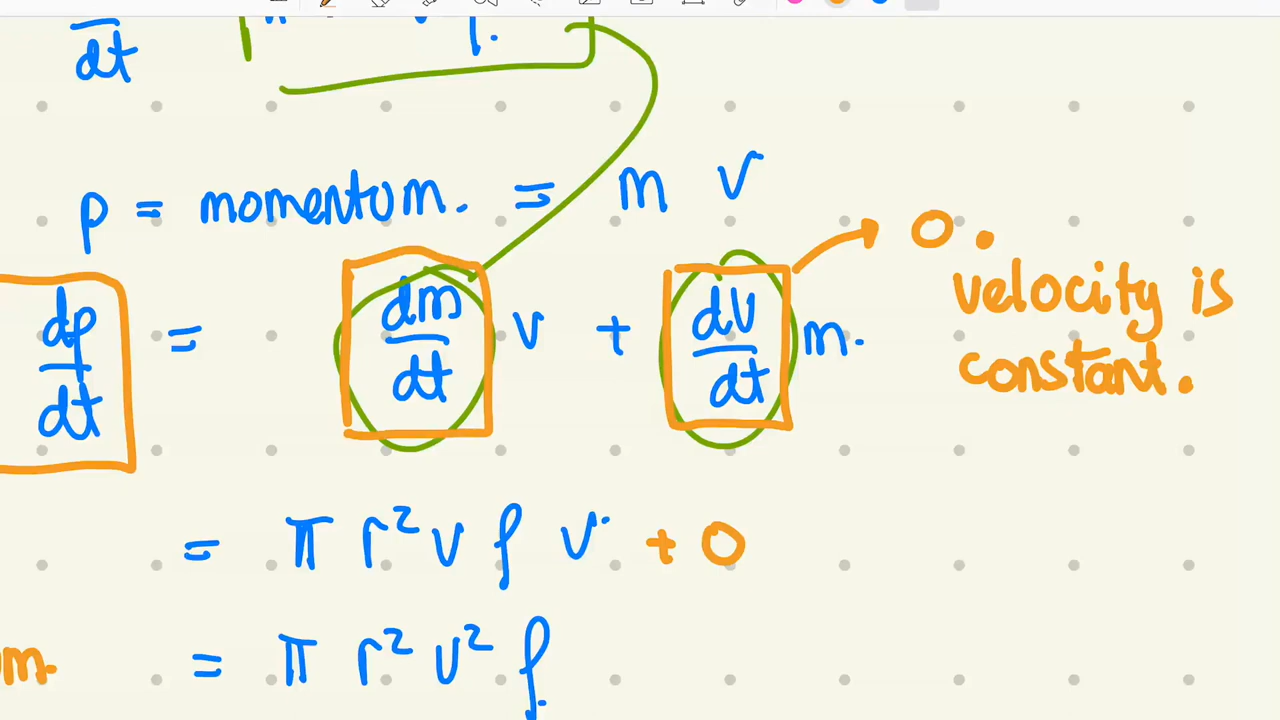 dt
p = momentum. = m v
dp/dt = dm/dt v + dv/dt m. → 0. velocity is constant.
= π r² v ρ v + 0
m. = π r² v² ρ